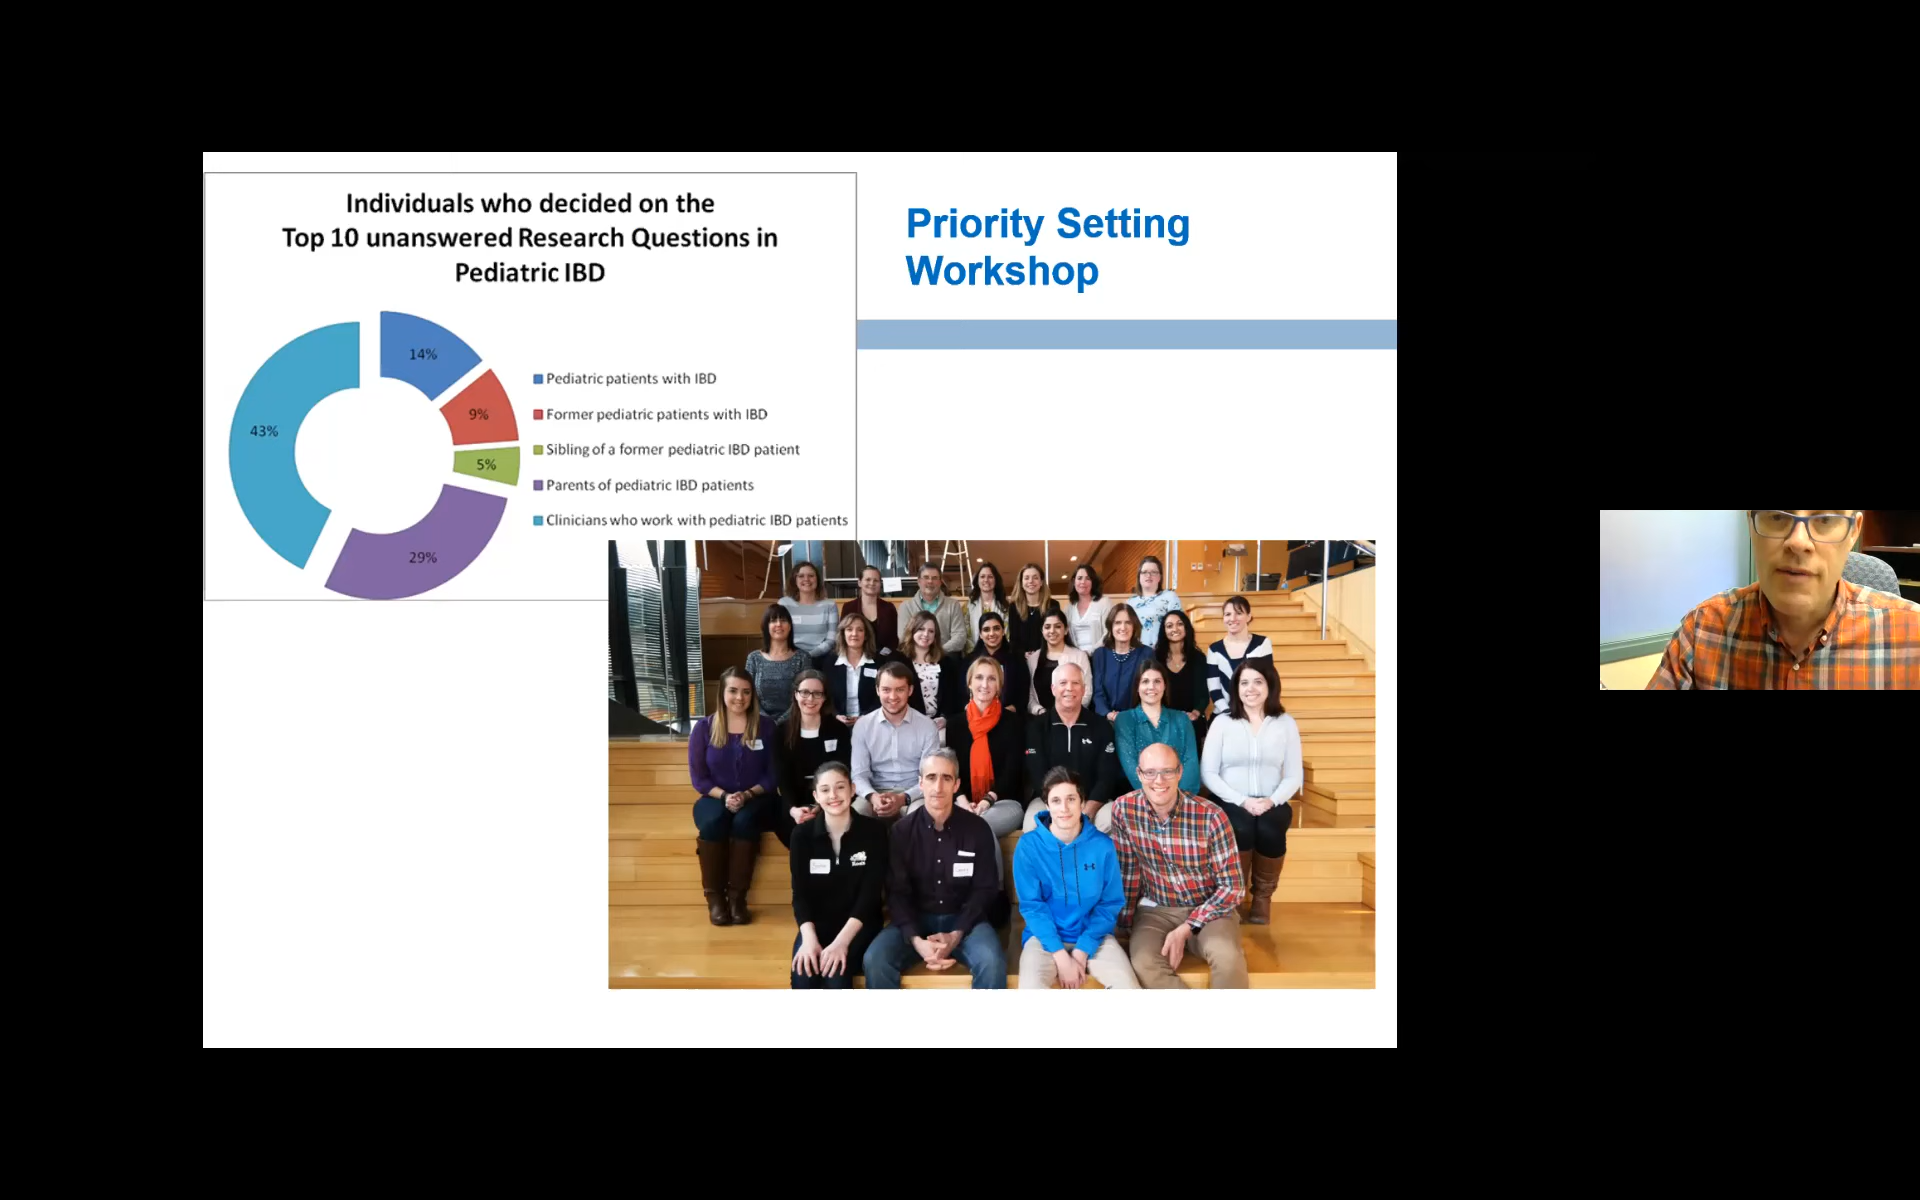 Individuals who decided on the
Top 10 unanswered Research Questions in
Pediatric IBD
14%
9%
5%
29%
43%
Pediatric patients with IBD
Former pediatric patients with IBD
Sibling of a former pediatric IBD patient
Parents of pediatric IBD patients
Clinicians who work with pediatric IBD patients
Priority Setting
Workshop